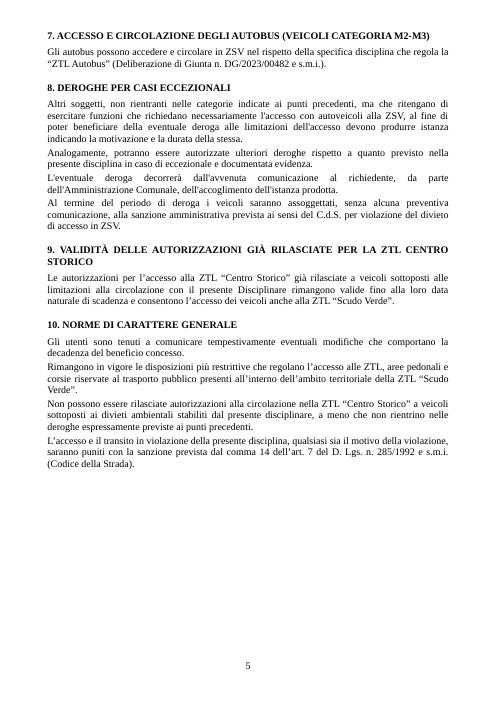 7. ACCESSO E CIRCOLAZIONE DEGLI AUTOBUS (VEICOLI CATEGORIA M2-M3)
Gli autobus possono accedere e circolare in ZSV nel rispetto della specifica disciplina che regola la
“ZTL Autobus” (Deliberazione di Giunta n. DG/2023/00482 e s.m.i.).
8. DEROGHE PER CASI ECCEZIONALI
Altri soggetti, non rientranti nelle categorie indicate ai punti precedenti, ma che ritengano di
esercitare funzioni che richiedano necessariamente l'accesso con autoveicoli alla ZSV, al fine di
poter beneficiare della eventuale deroga alle limitazioni dell'accesso devono produrre istanza
indicando la motivazione e la durata della stessa.
Analogamente, potranno essere autorizzate ulteriori deroghe rispetto a quanto previsto nella
presente disciplina in caso di eccezionale e documentata evidenza.
L'eventuale deroga decorrerà dall'avvenuta comunicazione al richiedente, da parte
dell'Amministrazione Comunale, dell'accoglimento dell'istanza prodotta.
Al termine del periodo di deroga i veicoli saranno assoggettati, senza alcuna preventiva
comunicazione, alla sanzione amministrativa prevista ai sensi del C.d.S. per violazione del divieto
di accesso in ZSV.
9. VALIDITÀ DELLE AUTORIZZAZIONI GIÀ RILASCIATE PER LA ZTL CENTRO
STORICO
Le autorizzazioni per l’accesso alla ZTL “Centro Storico” già rilasciate a veicoli sottoposti alle
limitazioni alla circolazione con il presente Disciplinare rimangono valide fino alla loro data
naturale di scadenza e consentono l’accesso dei veicoli anche alla ZTL “Scudo Verde”.
10. NORME DI CARATTERE GENERALE
Gli utenti sono tenuti a comunicare tempestivamente eventuali modifiche che comportano la
decadenza del beneficio concesso.
Rimangono in vigore le disposizioni più restrittive che regolano l’accesso alle ZTL, aree pedonali e
corsie riservate al trasporto pubblico presenti all’interno dell’ambito territoriale della ZTL “Scudo
Verde”.
Non possono essere rilasciate autorizzazioni alla circolazione nella ZTL “Centro Storico” a veicoli
sottoposti ai divieti ambientali stabiliti dal presente disciplinare, a meno che non rientrino nelle
deroghe espressamente previste ai punti precedenti.
L’accesso e il transito in violazione della presente disciplina, qualsiasi sia il motivo della violazione,
saranno puniti con la sanzione prevista dal comma 14 dell’art. 7 del D. Lgs. n. 285/1992 e s.m.i.
(Codice della Strada).
5